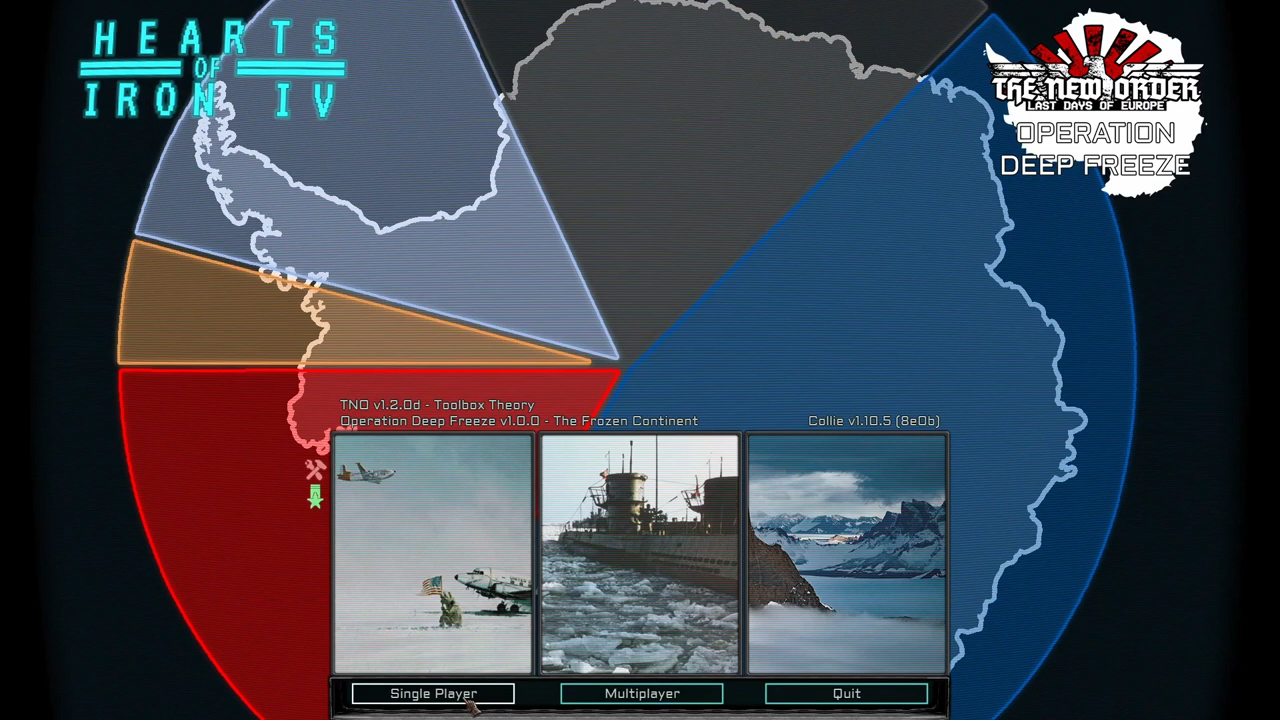 HEARTS
OF
IRON IV
THE NEW ORDER
LAST DAYS OF EUROPE
OPERATION
DEEP FREEZE
TNO v1.2.0d - Toolbox Theory
Operation Deep Freeze v1.0.0 - The Frozen Continent
Collie v1.10.5 (8e0b)
Single Player
Multiplayer
Quit